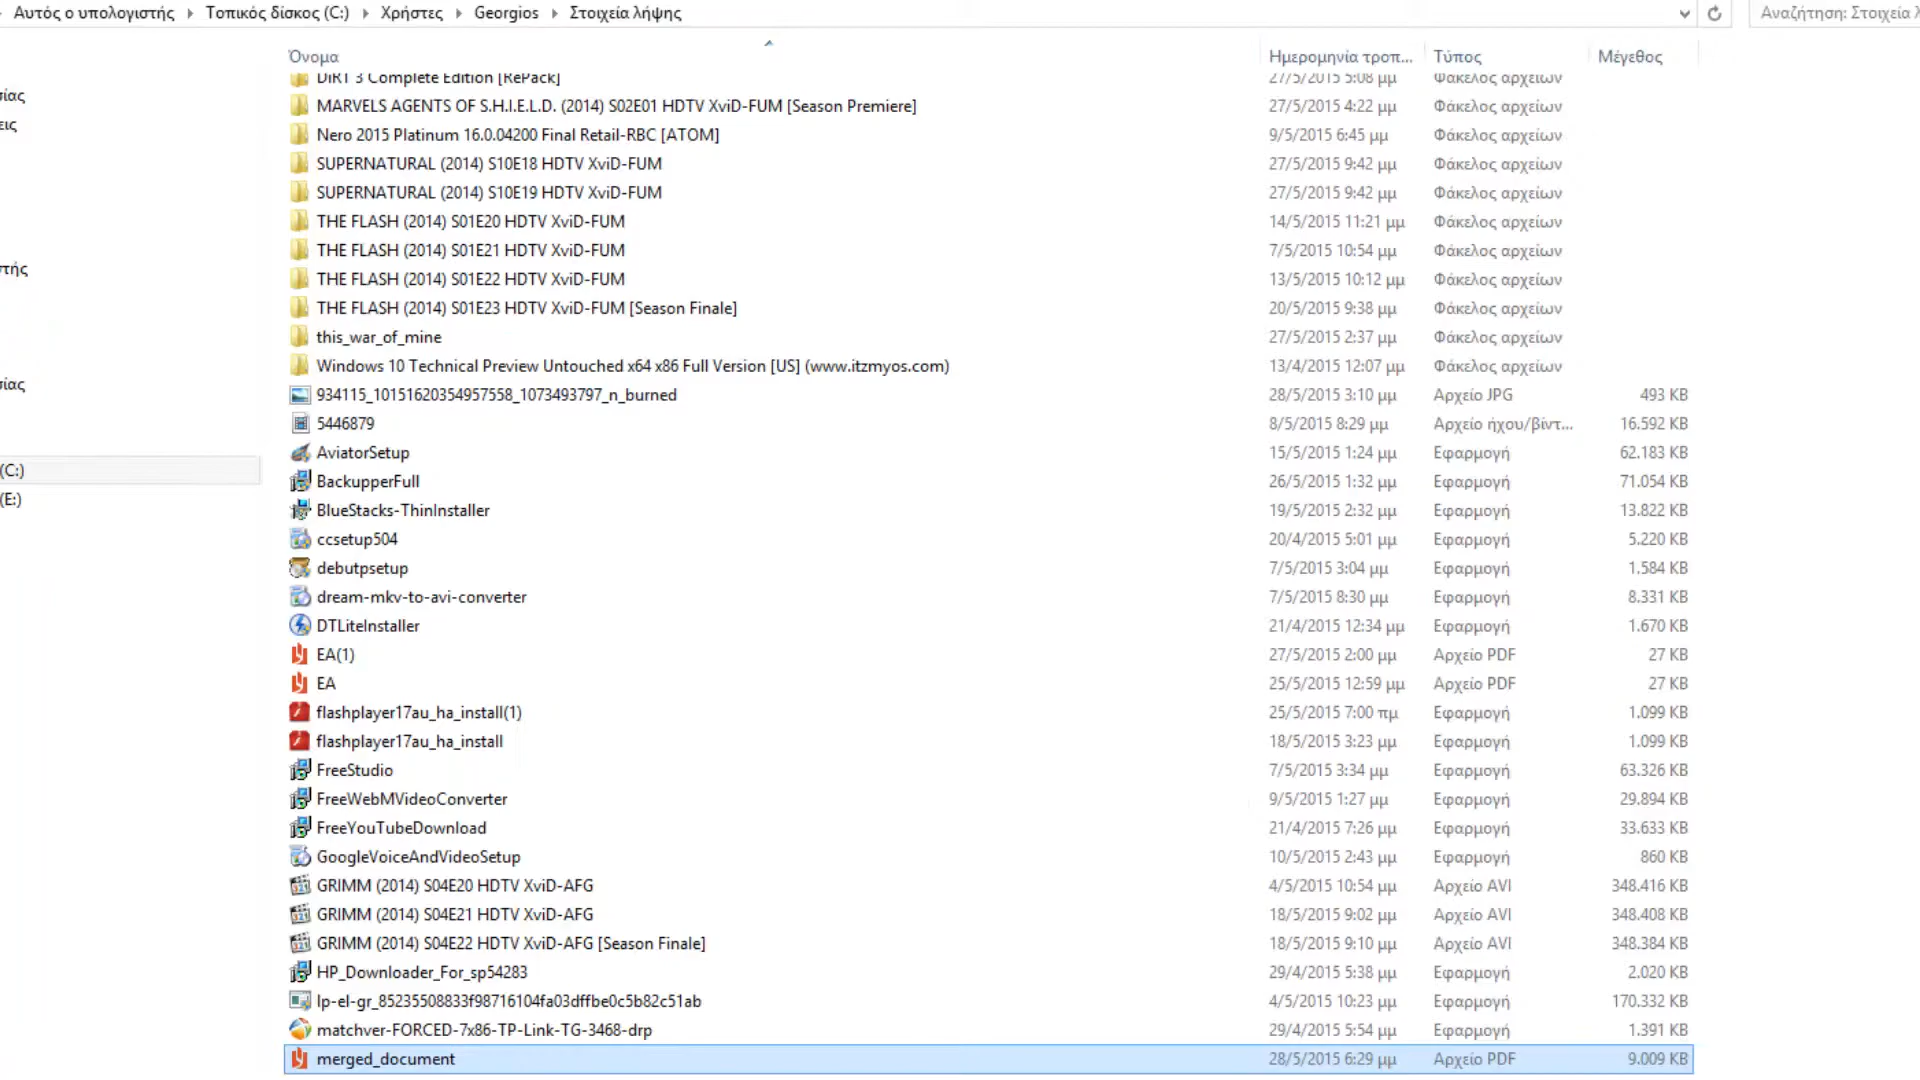 Αυτός ο υπολογιστής Τοπικός δίσκος (C:) Χρήστες Georgios Στοιχεία λήψης Αναζήτηση: Στοιχεία
Όνομα Ημερομηνία τροπ... Τύπος Μέγεθος
DiRT 3 Complete Edition [RePack] 27/5/2015 5:08 μμ Φάκελος αρχείων
MARVELS AGENTS OF S.H.I.E.L.D. (2014) S02E01 HDTV XviD-FUM [Season Premiere] 27/5/2015 4:22 μμ Φάκελος αρχείων
Nero 2015 Platinum 16.0.04200 Final Retail-RBC [ATOM] 9/5/2015 6:45 μμ Φάκελος αρχείων
SUPERNATURAL (2014) S10E18 HDTV XviD-FUM 27/5/2015 9:42 μμ Φάκελος αρχείων
SUPERNATURAL (2014) S10E19 HDTV XviD-FUM 27/5/2015 9:42 μμ Φάκελος αρχείων
THE FLASH (2014) S01E20 HDTV XviD-FUM 14/5/2015 11:21 μμ Φάκελος αρχείων
THE FLASH (2014) S01E21 HDTV XviD-FUM 7/5/2015 10:54 μμ Φάκελος αρχείων
THE FLASH (2014) S01E22 HDTV XviD-FUM 13/5/2015 10:12 μμ Φάκελος αρχείων
THE FLASH (2014) S01E23 HDTV XviD-FUM [Season Finale] 20/5/2015 9:38 μμ Φάκελος αρχείων
this_war_of_mine 27/5/2015 2:37 μμ Φάκελος αρχείων
Windows 10 Technical Preview Untouched x64 x86 Full Version [US] (www.itzmyos.com) 13/4/2015 12:07 μμ Φάκελος αρχείων
934115_10151620354957558_1073493797_n_burned 28/5/2015 3:10 μμ Αρχείο JPG 493 KB
5446879 8/5/2015 8:29 μμ Αρχείο ήχου/βίντ... 16.592 KB
AviatorSetup 15/5/2015 1:24 μμ Εφαρμογή 62.183 KB
(C:) BackupperFull 26/5/2015 1:32 μμ Εφαρμογή 71.054 KB
(E:) BlueStacks-ThinInstaller 19/5/2015 2:32 μμ Εφαρμογή 13.822 KB
ccsetup504 20/4/2015 5:01 μμ Εφαρμογή 5.220 KB
debutpsetup 7/5/2015 3:04 μμ Εφαρμογή 1.584 KB
dream-mkv-to-avi-converter 7/5/2015 8:30 μμ Εφαρμογή 8.331 KB
DTLiteInstaller 21/4/2015 12:34 μμ Εφαρμογή 1.670 KB
EA(1) 27/5/2015 2:00 μμ Αρχείο PDF 27 KB
EA 25/5/2015 12:59 μμ Αρχείο PDF 27 KB
flashplayer17au_ha_install(1) 25/5/2015 7:00 πμ Εφαρμογή 1.099 KB
flashplayer17au_ha_install 18/5/2015 3:23 μμ Εφαρμογή 1.099 KB
FreeStudio 7/5/2015 3:34 μμ Εφαρμογή 63.326 KB
FreeWebMVideoConverter 9/5/2015 1:27 μμ Εφαρμογή 29.894 KB
FreeYouTubeDownload 21/4/2015 7:26 μμ Εφαρμογή 33.633 KB
GoogleVoiceAndVideoSetup 10/5/2015 2:43 μμ Εφαρμογή 860 KB
GRIMM (2014) S04E20 HDTV XviD-AFG 4/5/2015 10:54 μμ Αρχείο AVI 348.416 KB
GRIMM (2014) S04E21 HDTV XviD-AFG 18/5/2015 9:02 μμ Αρχείο AVI 348.408 KB
GRIMM (2014) S04E22 HDTV XviD-AFG [Season Finale] 18/5/2015 9:10 μμ Αρχείο AVI 348.384 KB
HP_Downloader_For_sp54283 29/4/2015 5:38 μμ Εφαρμογή 2.020 KB
lp-el-gr_85235508833f98716104fa03dffbe0c5b82c51ab 4/5/2015 10:23 μμ Εφαρμογή 170.332 KB
matchver-FORCED-7x86-TP-Link-TG-3468-drp 29/4/2015 5:54 μμ Εφαρμογή 1.391 KB
merged_document 28/5/2015 6:29 μμ Αρχείο PDF 9.009 KB